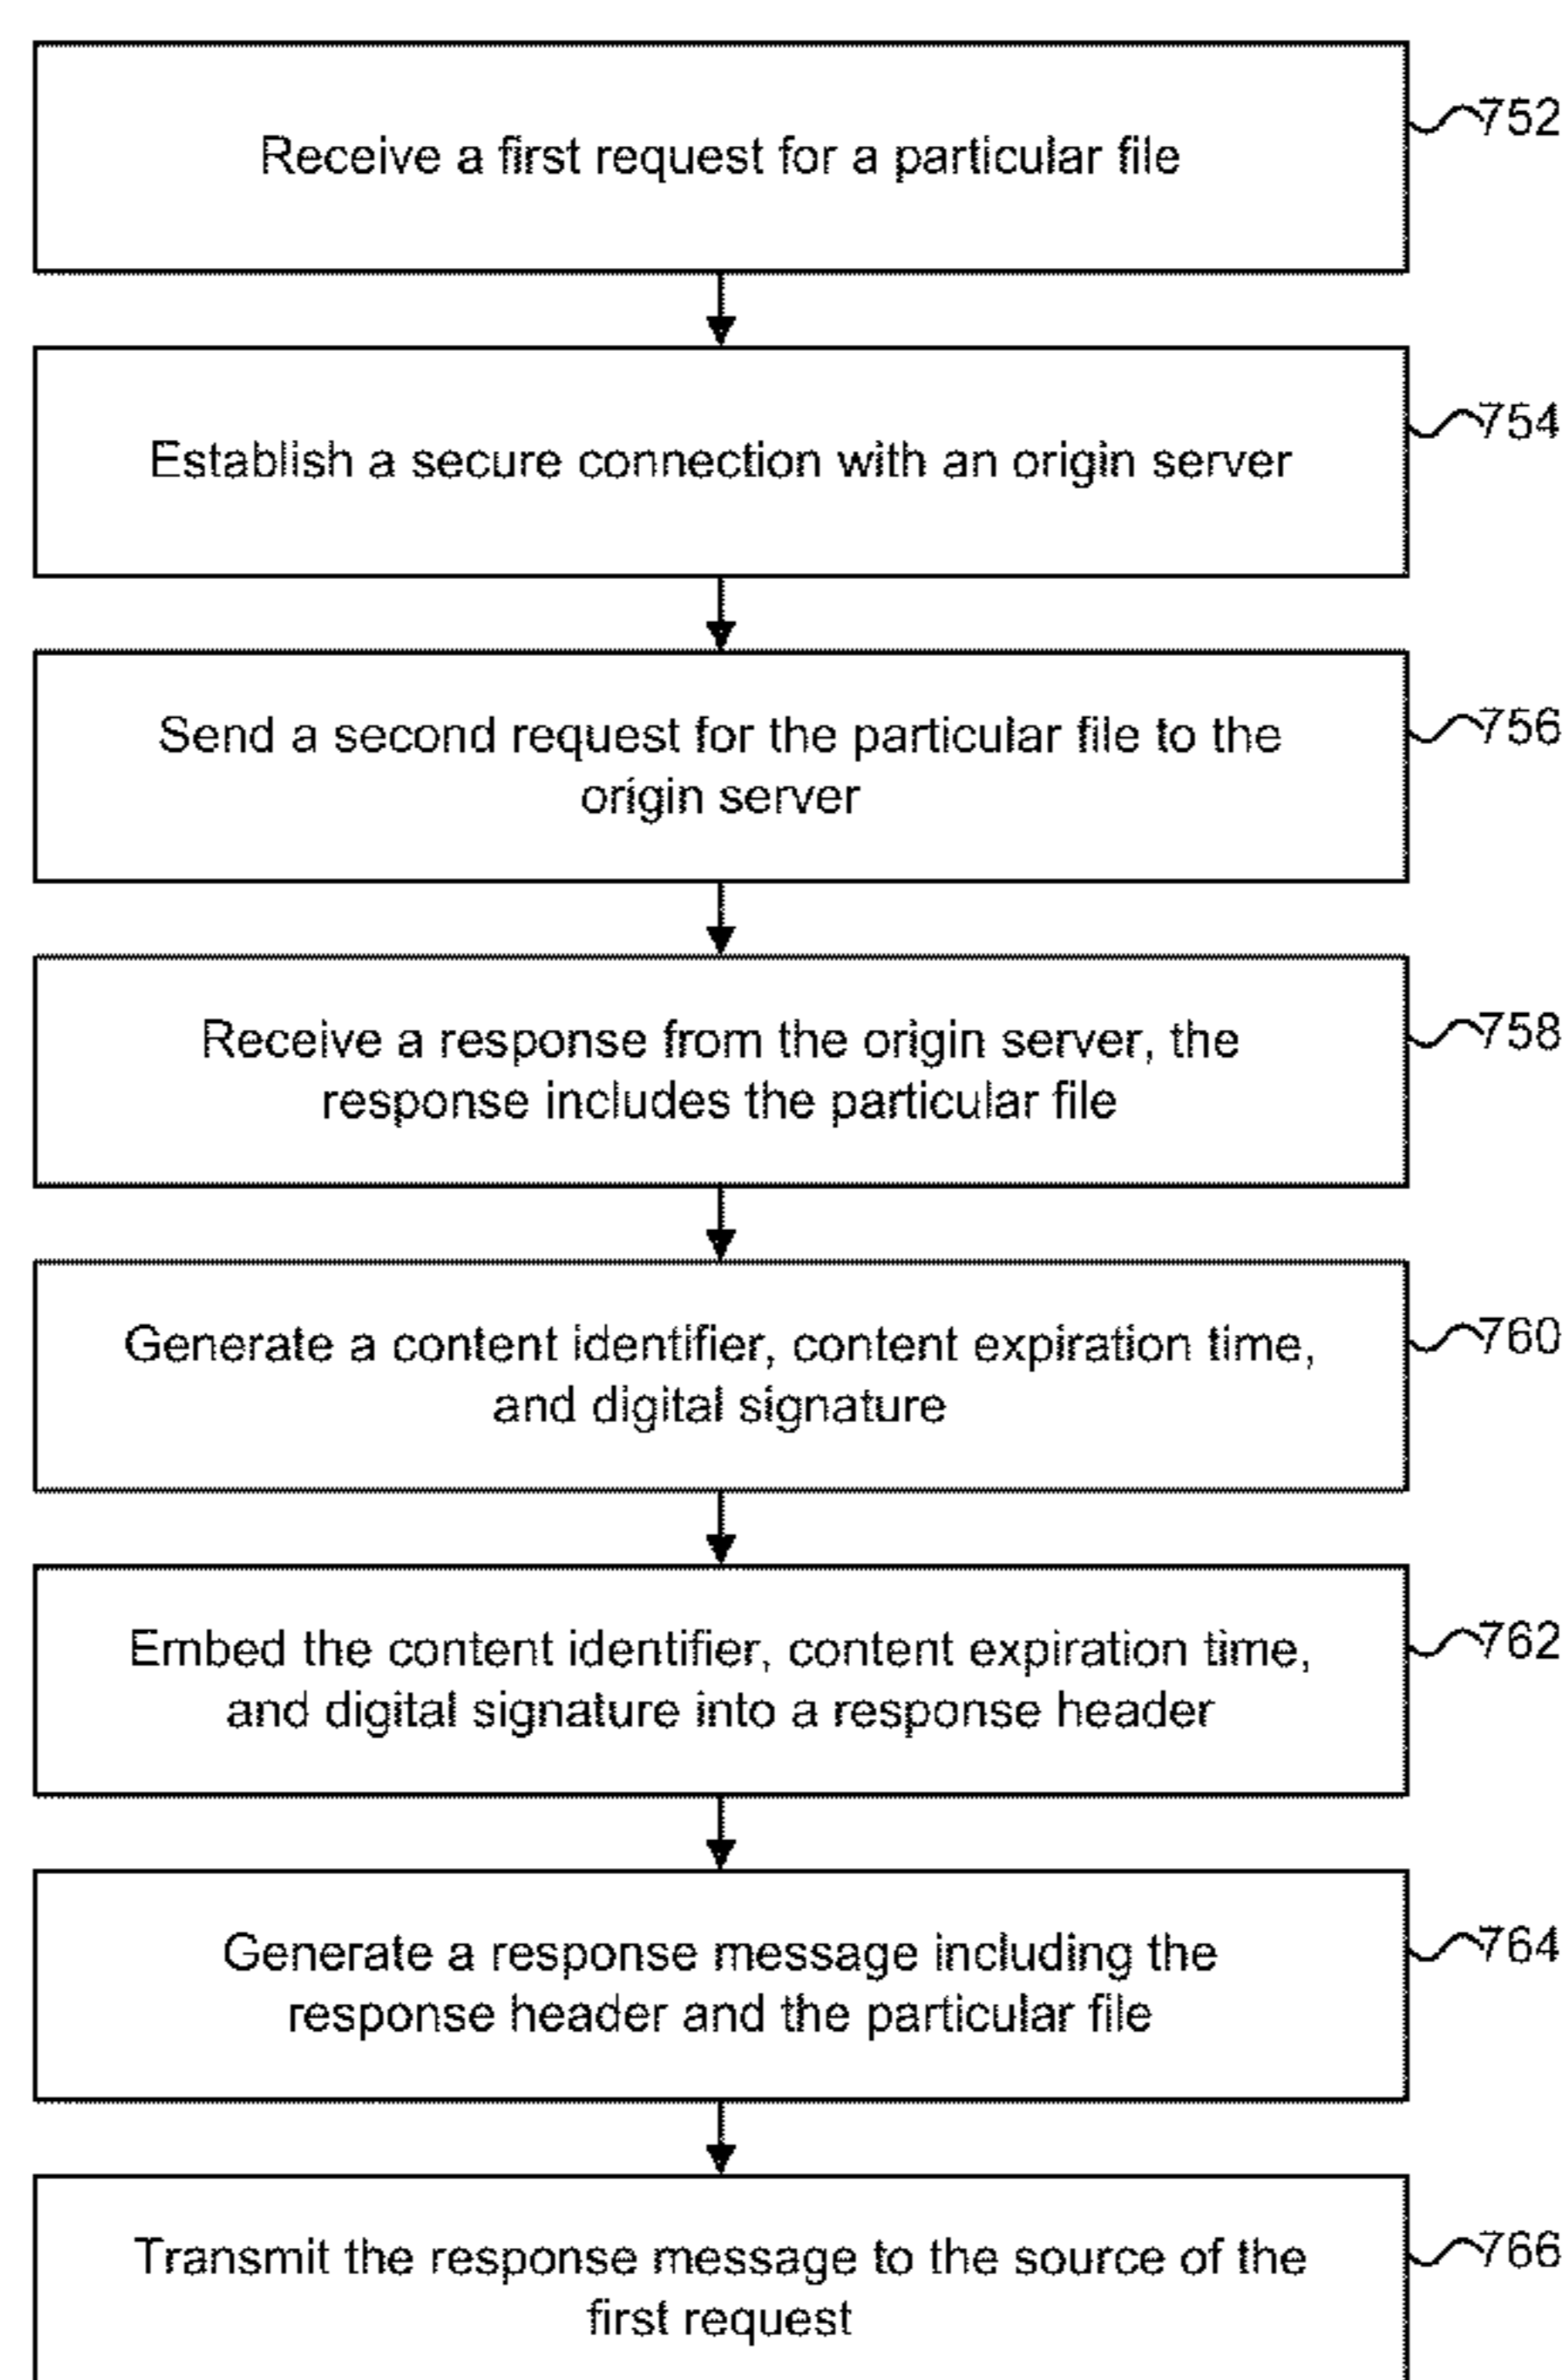 Receive a first request for a particular file
752
Establish a secure connection with an origin server
754
Send a second request for the particular file to the
origin server
756
Receive a response from the origin server, the
response includes the particular file
758
Generate a content identifier, content expiration time,
and digital signature
760
Embed the content identifier, content expiration time,
and digital signature into a response header
762
Generate a response message including the
response header and the particular file
764
Transmit the response message to the source of the
first request
766